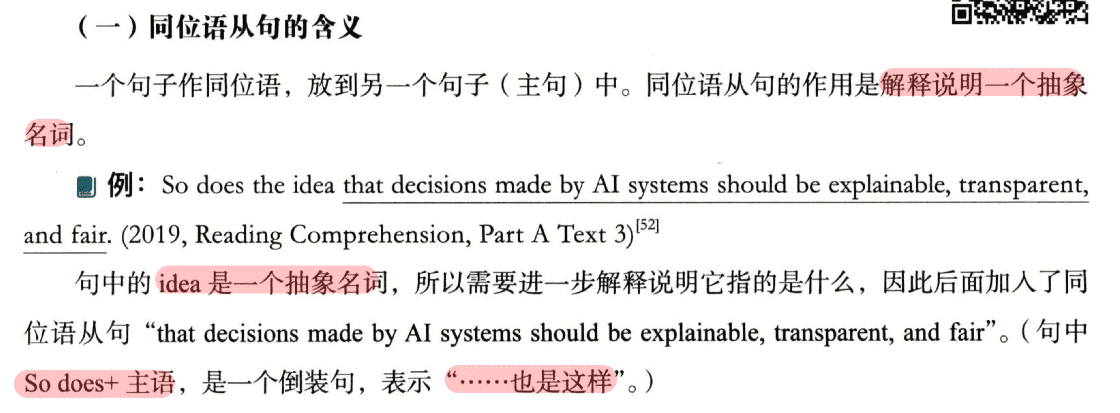 （一）同位语从句的含义
一个句子作同位语，放到另一个句子（主句）中。同位语从句的作用是解释说明一个抽象
名词。
例：So does the idea that decisions made by AI systems should be explainable, transparent,
and fair. (2019, Reading Comprehension, Part A Text 3)[52]
句中的 idea 是一个抽象名词，所以需要进一步解释说明它指的是什么，因此后面加入了同
位语从句“that decisions made by AI systems should be explainable, transparent, and fair”。（句中
So does+ 主语，是一个倒装句，表示“……也是这样”。）